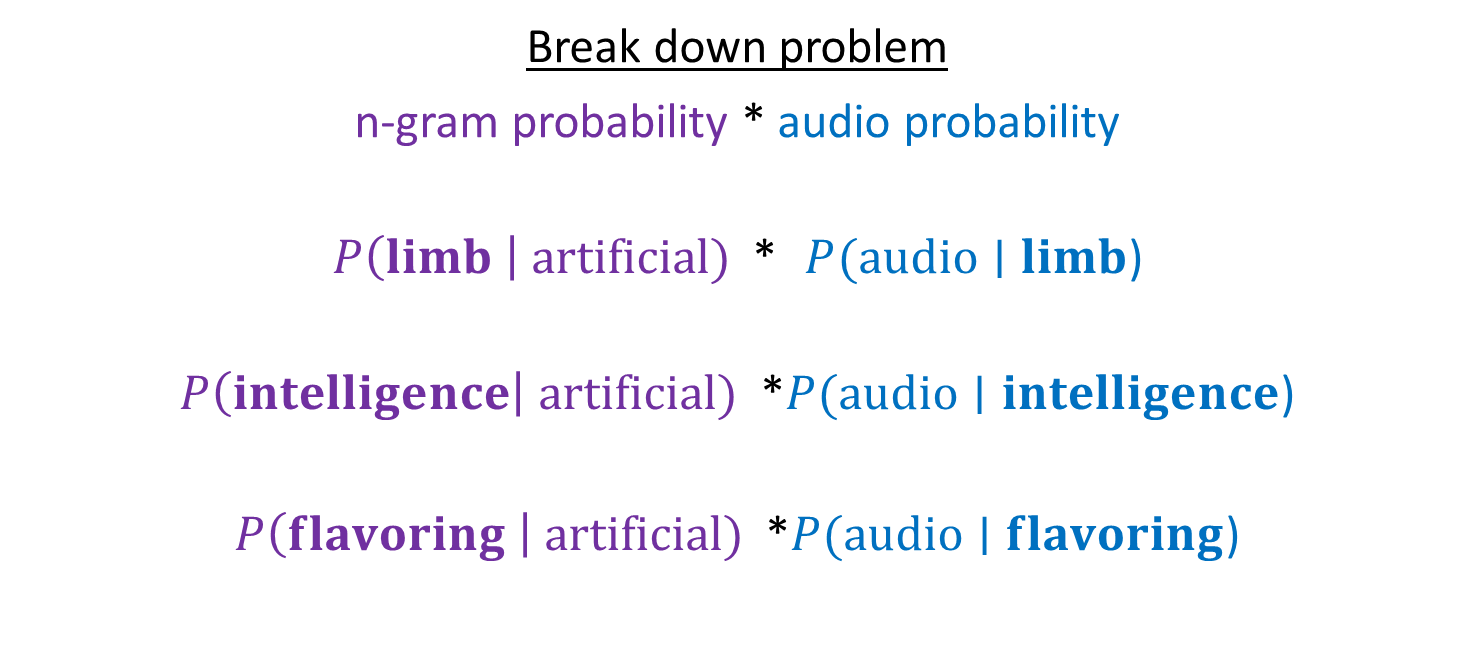 Break down problem
n-gram probability * audio probability
P(limb | artificial) * P(audio | limb)
P(intelligence| artificial) *P(audio | intelligence)
P(flavoring | artificial) *P(audio | flavoring)